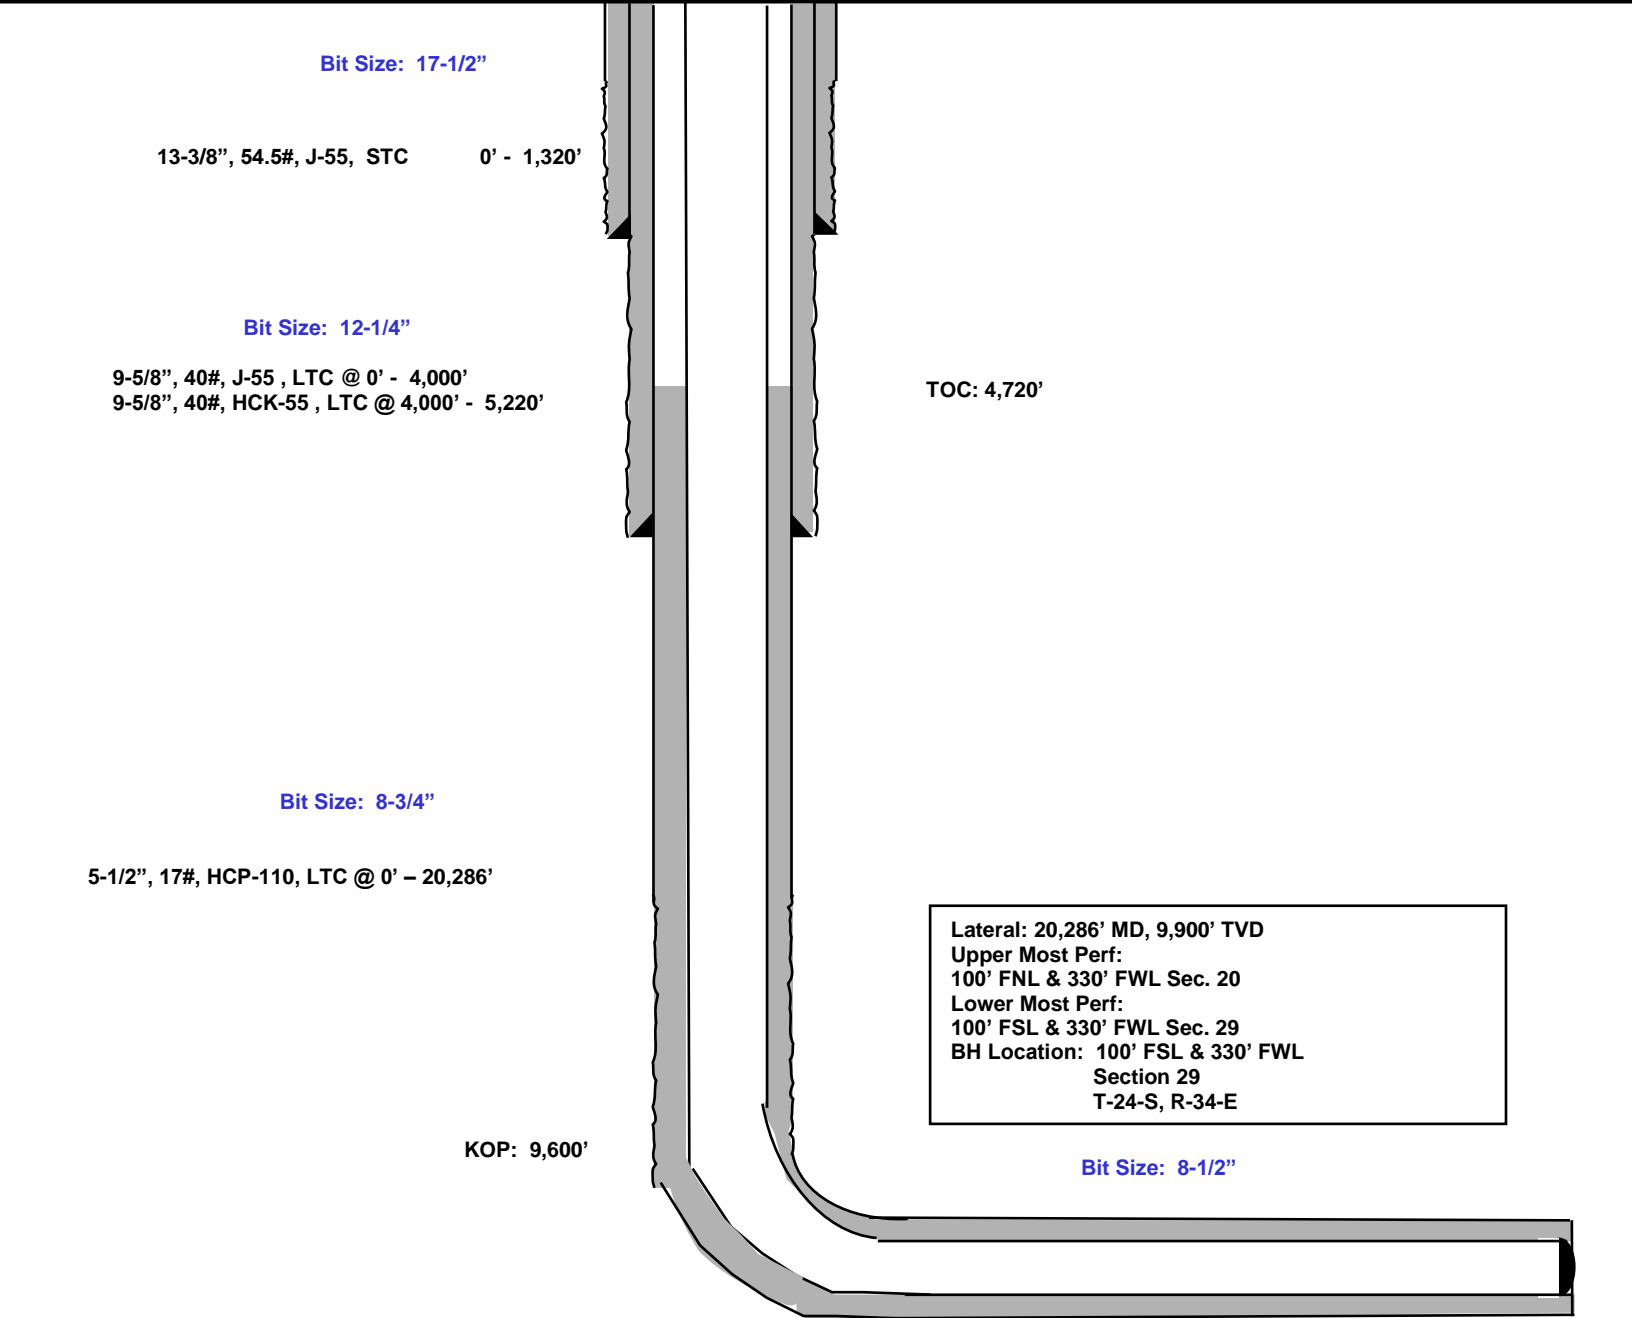 Bit Size: 17-1/2”
13-3/8”, 54.5#, J-55, STC 0’ - 1,320’
Bit Size: 12-1/4”
9-5/8”, 40#, J-55 , LTC @ 0’ - 4,000’
9-5/8”, 40#, HCK-55 , LTC @ 4,000’ - 5,220’
TOC: 4,720’
Bit Size: 8-3/4”
5-1/2”, 17#, HCP-110, LTC @ 0’ – 20,286’
Lateral: 20,286’ MD, 9,900’ TVD
Upper Most Perf:
100’ FNL & 330’ FWL Sec. 20
Lower Most Perf:
100’ FSL & 330’ FWL Sec. 29
BH Location: 100’ FSL & 330’ FWL
Section 29
T-24-S, R-34-E
KOP: 9,600’
Bit Size: 8-1/2”